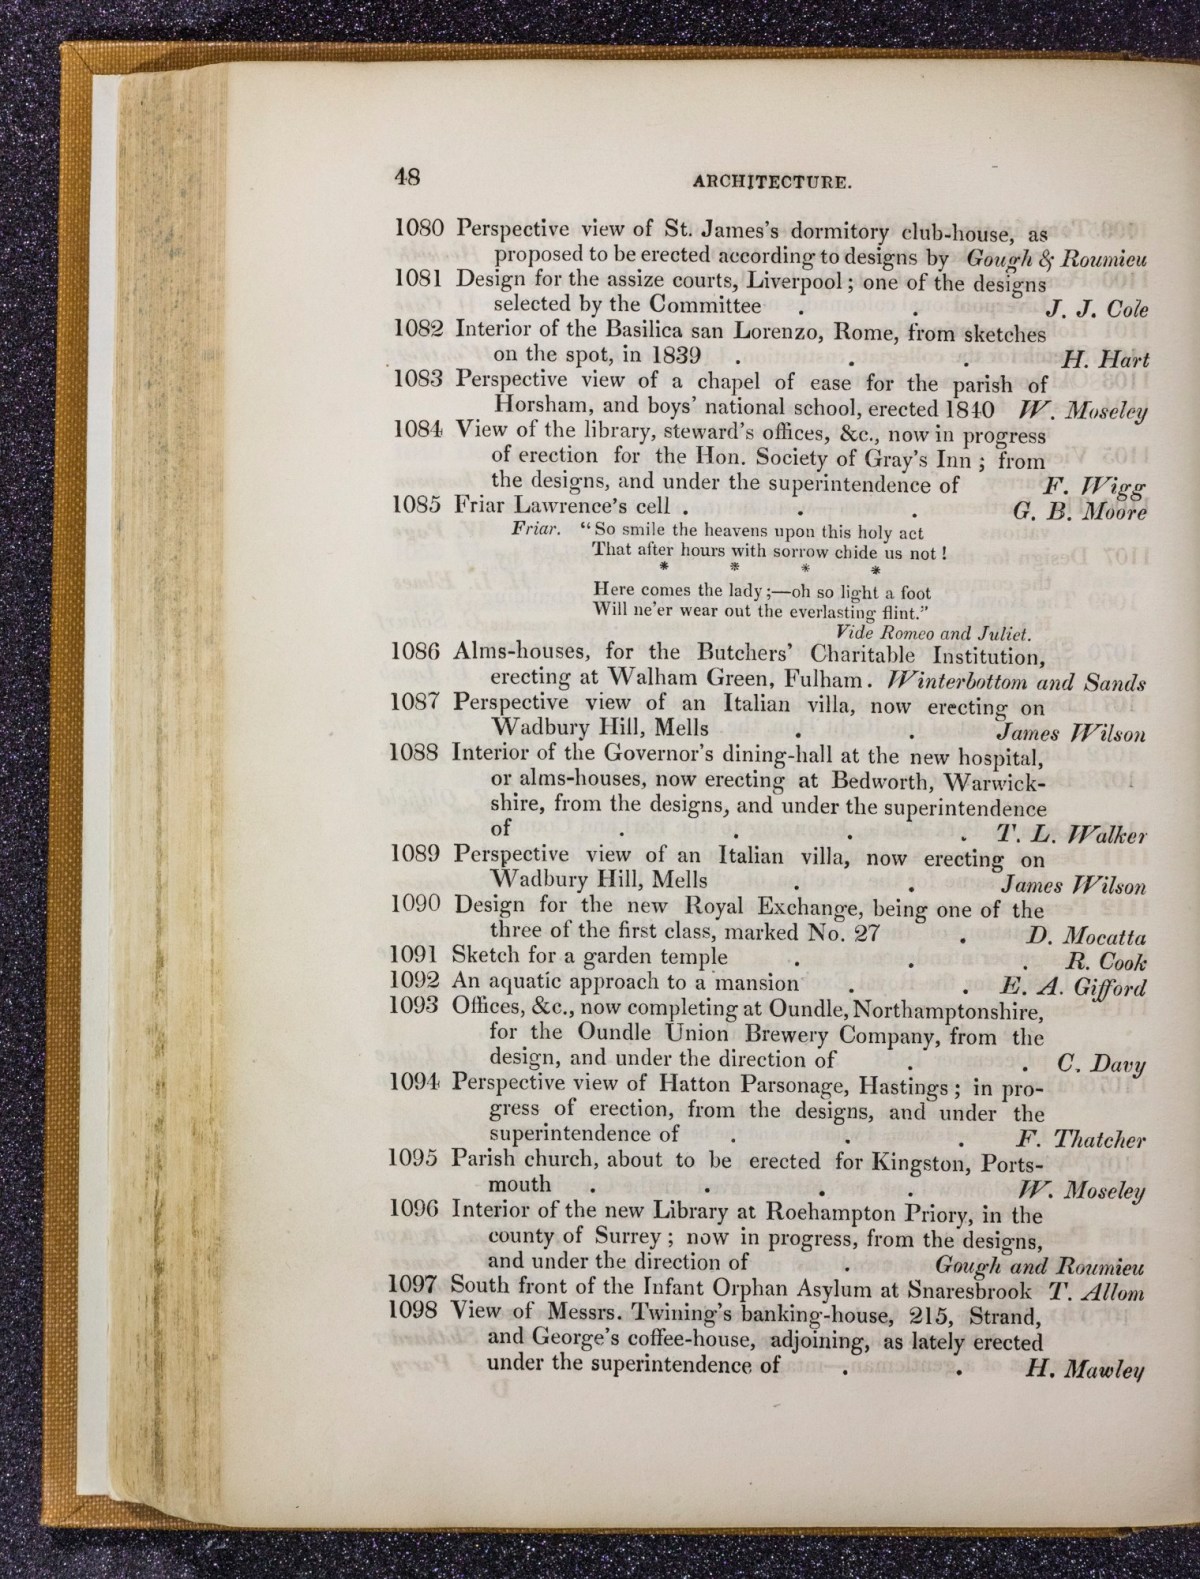 48 ARCHITECTURE.
1080 Perspective view of St. James's dormitory club-house, as
proposed to be erected according to designs by Gough & Roumieu
1081 Design for the assize courts, Liverpool; one of the designs
selected by the Committee . . J. J. Cole
1082 Interior of the Basilica san Lorenzo, Rome, from sketches
on the spot, in 1839 . . . H. Hart
1083 Perspective view of a chapel of ease for the parish of
Horsham, and boys' national school, erected 1840 W. Moseley
1084 View of the library, steward's offices, &c., now in progress
of erection for the Hon. Society of Gray's Inn; from
the designs, and under the superintendence of F. Wigg
1085 Friar Lawrence's cell . . . G. B. Moore
Friar. "So smile the heavens upon this holy act
That after hours with sorrow chide us not!
* * * *
Here comes the lady;—oh so light a foot
Will ne'er wear out the everlasting flint."
Vide Romeo and Juliet.
1086 Alms-houses, for the Butchers' Charitable Institution,
erecting at Walham Green, Fulham. Winterbottom and Sands
1087 Perspective view of an Italian villa, now erecting on
Wadbury Hill, Mells . . James Wilson
1088 Interior of the Governor's dining-hall at the new hospital,
or alms-houses, now erecting at Bedworth, Warwick-
shire, from the designs, and under the superintendence
of . . . . T. L. Walker
1089 Perspective view of an Italian villa, now erecting on
Wadbury Hill, Mells . . James Wilson
1090 Design for the new Royal Exchange, being one of the
three of the first class, marked No. 27 . D. Mocatta
1091 Sketch for a garden temple . . . R. Cook
1092 An aquatic approach to a mansion . . E. A. Gifford
1093 Offices, &c., now completing at Oundle, Northamptonshire,
for the Oundle Union Brewery Company, from the
design, and under the direction of . . C. Davy
1094 Perspective view of Hatton Parsonage, Hastings; in pro-
gress of erection, from the designs, and under the
superintendence of . . . F. Thatcher
1095 Parish church, about to be erected for Kingston, Ports-
mouth . . . . W. Moseley
1096 Interior of the new Library at Roehampton Priory, in the
county of Surrey; now in progress, from the designs,
and under the direction of . Gough and Roumieu
1097 South front of the Infant Orphan Asylum at Snaresbrook T. Allom
1098 View of Messrs. Twining's banking-house, 215, Strand,
and George's coffee-house, adjoining, as lately erected
under the superintendence of . . H. Mawley